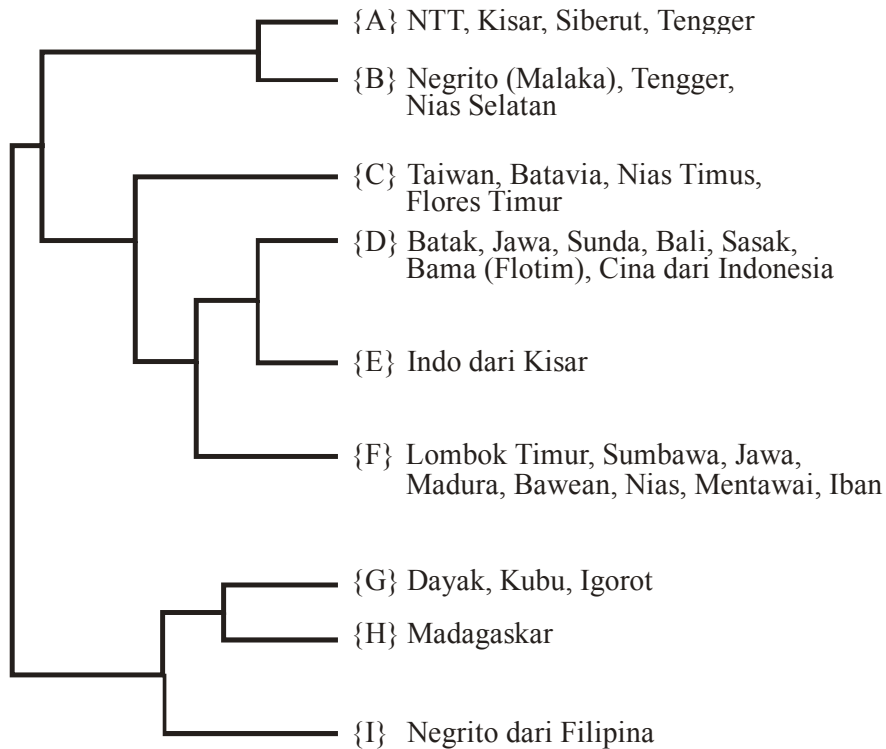 {A} NTT, Kisar, Siberut, Tengger
{B} Negrito (Malaka), Tengger,
Nias Selatan
{C} Taiwan, Batavia, Nias Timus,
Flores Timur
{D} Batak, Jawa, Sunda, Bali, Sasak,
Bama (Flotim), Cina dari Indonesia
{E} Indo dari Kisar
{F} Lombok Timur, Sumbawa, Jawa,
Madura, Bawean, Nias, Mentawai, Iban
{G} Dayak, Kubu, Igorot
{H} Madagaskar
{I} Negrito dari Filipina